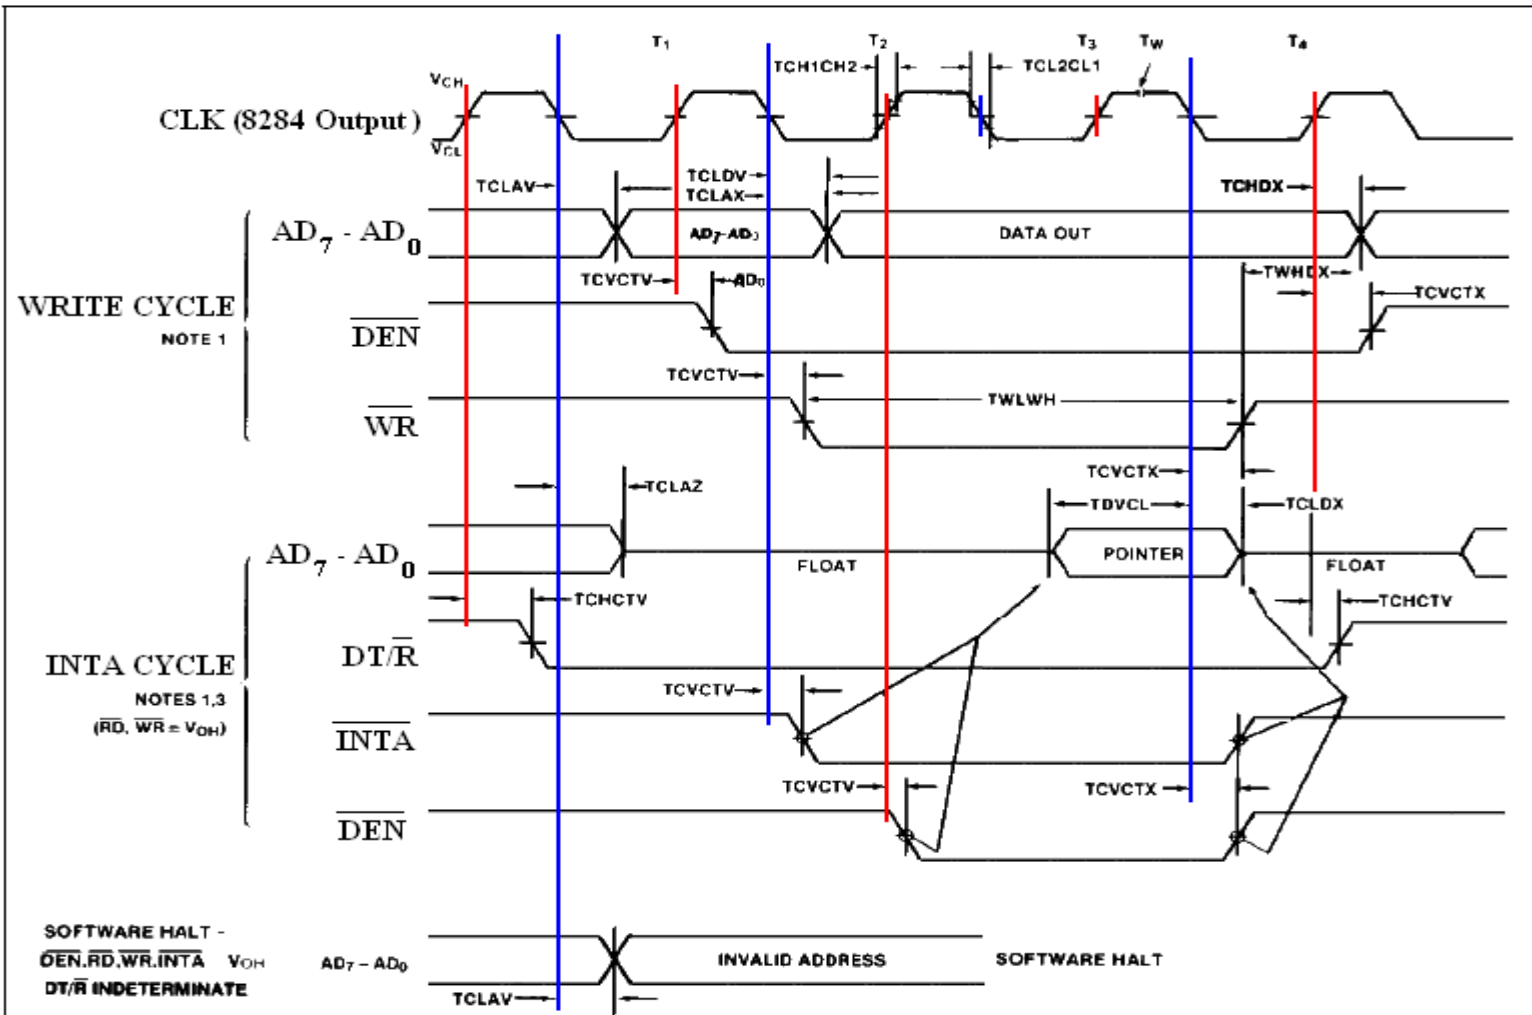 T1 T2 T3 TW T4
TCH1CH2 TCL2CL1
VCH
CLK (8284 Output)
VCL
TCLAV TCLDV TCHDX
TCLAX
AD7 - AD0 AD7-AD0 DATA OUT
TCVCTV AD0 TWHDX
WRITE CYCLE
NOTE 1
DEN TCVCTX
TCVCTV
WR TWLWH
TCVCTX
TCLAZ TDVCL TCLDX
AD7 - AD0 FLOAT POINTER FLOAT
TCHCTV TCHCTV
INTA CYCLE DT/R
NOTES 1,3
(RD, WR = VOH)
TCVCTV
INTA
TCVCTV TCVCTX
DEN
SOFTWARE HALT -
DEN,RD,WR,INTA VOH AD7 - AD0 INVALID ADDRESS SOFTWARE HALT
DT/R INDETERMINATE
TCLAV